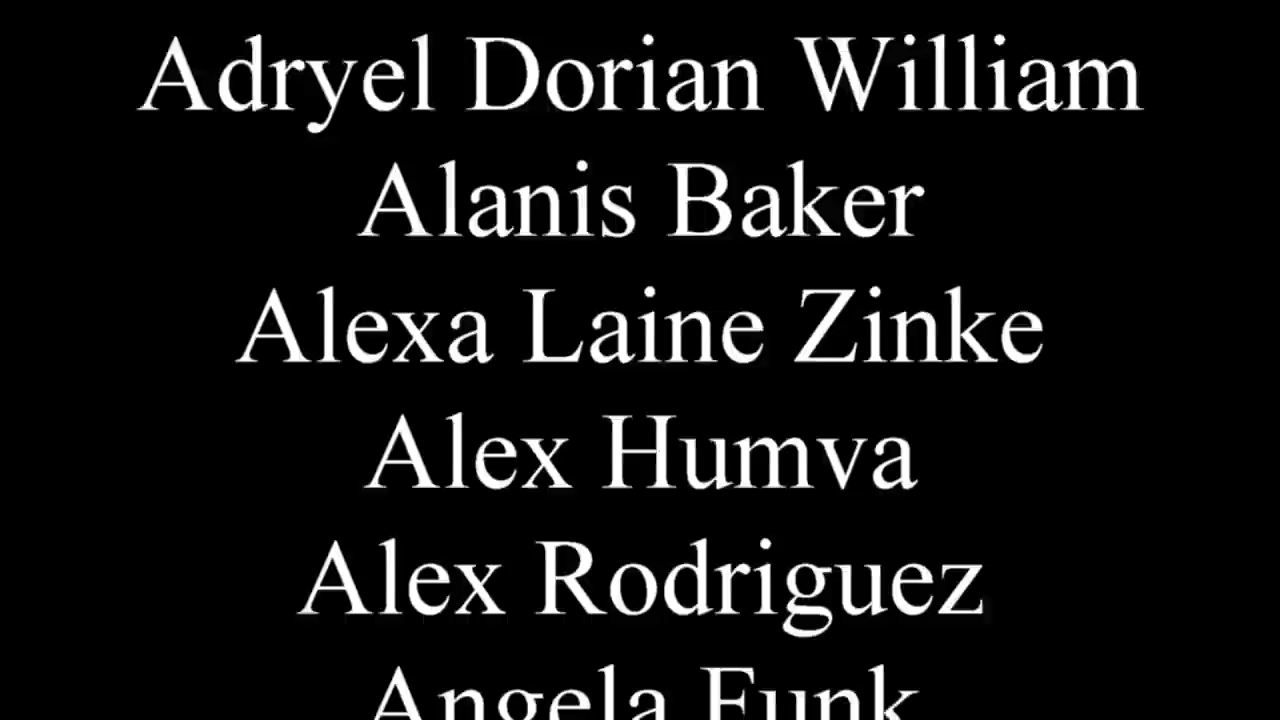 Adryel Dorian William
Alanis Baker
Alexa Laine Zinke
Alex Humva
Alex Rodriguez
Angela Funk